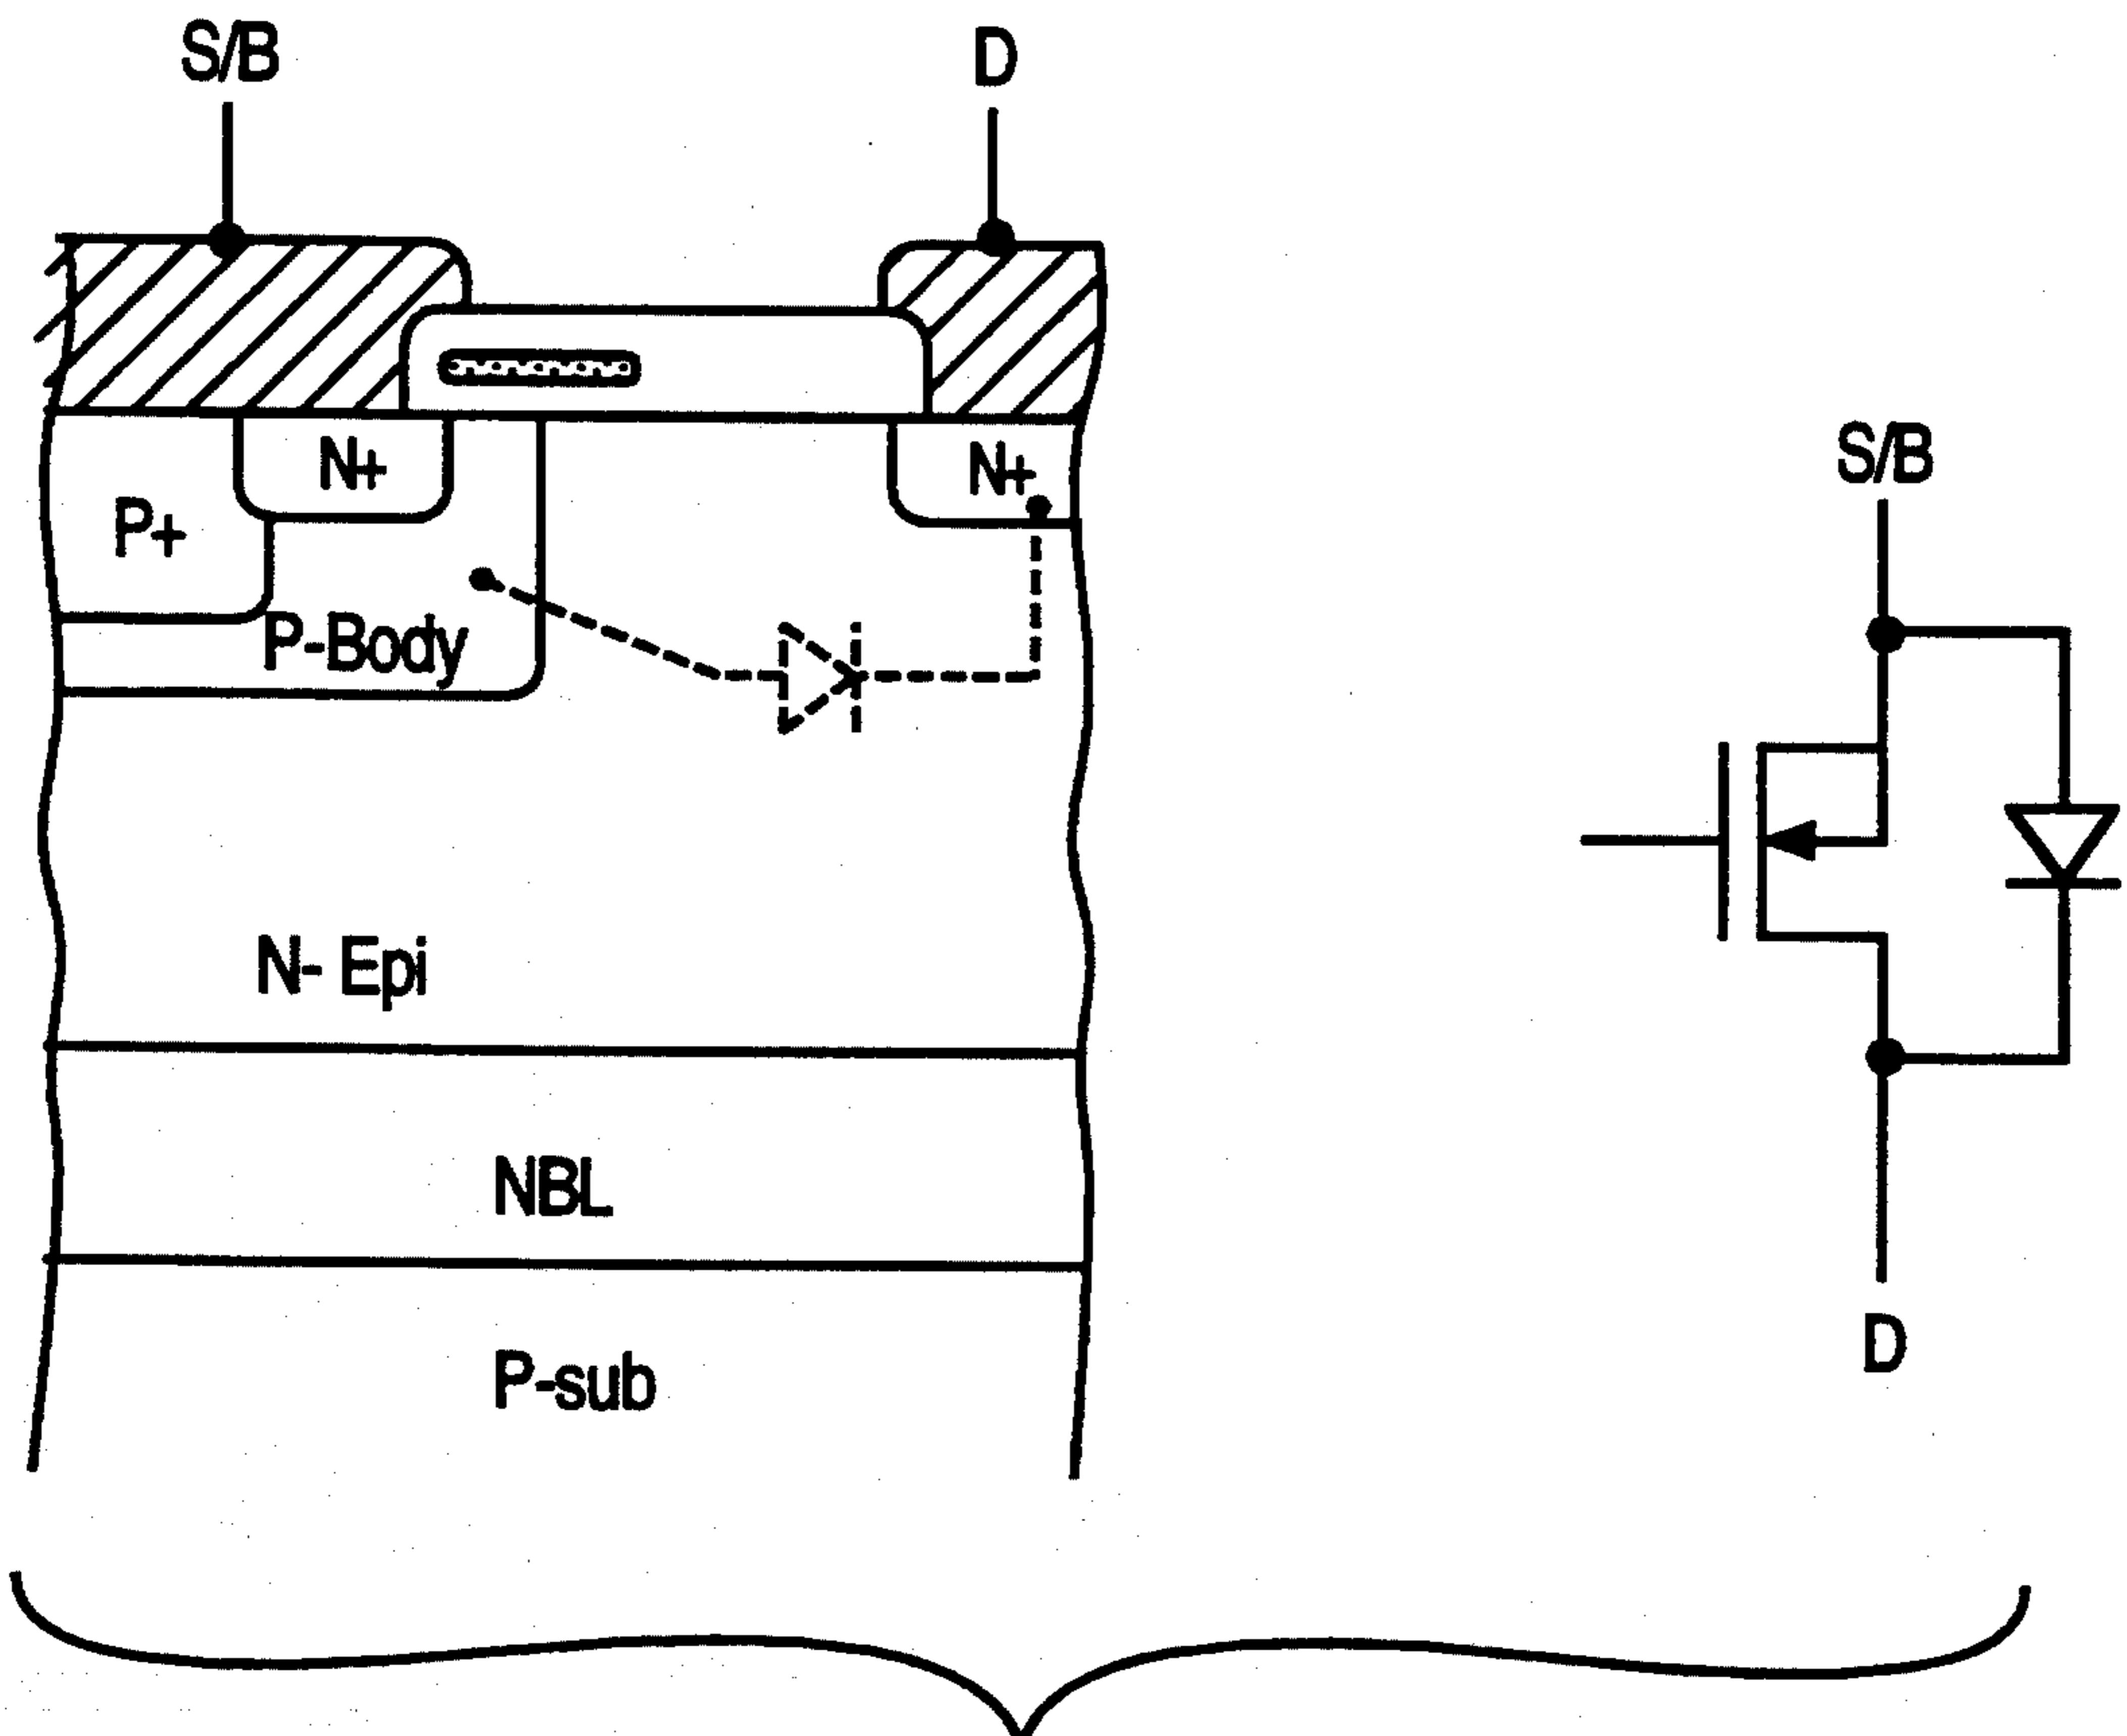 S/B
D
N+
N+
P+
P-Body
N- Epi
NBL
P-sub
S/B
D